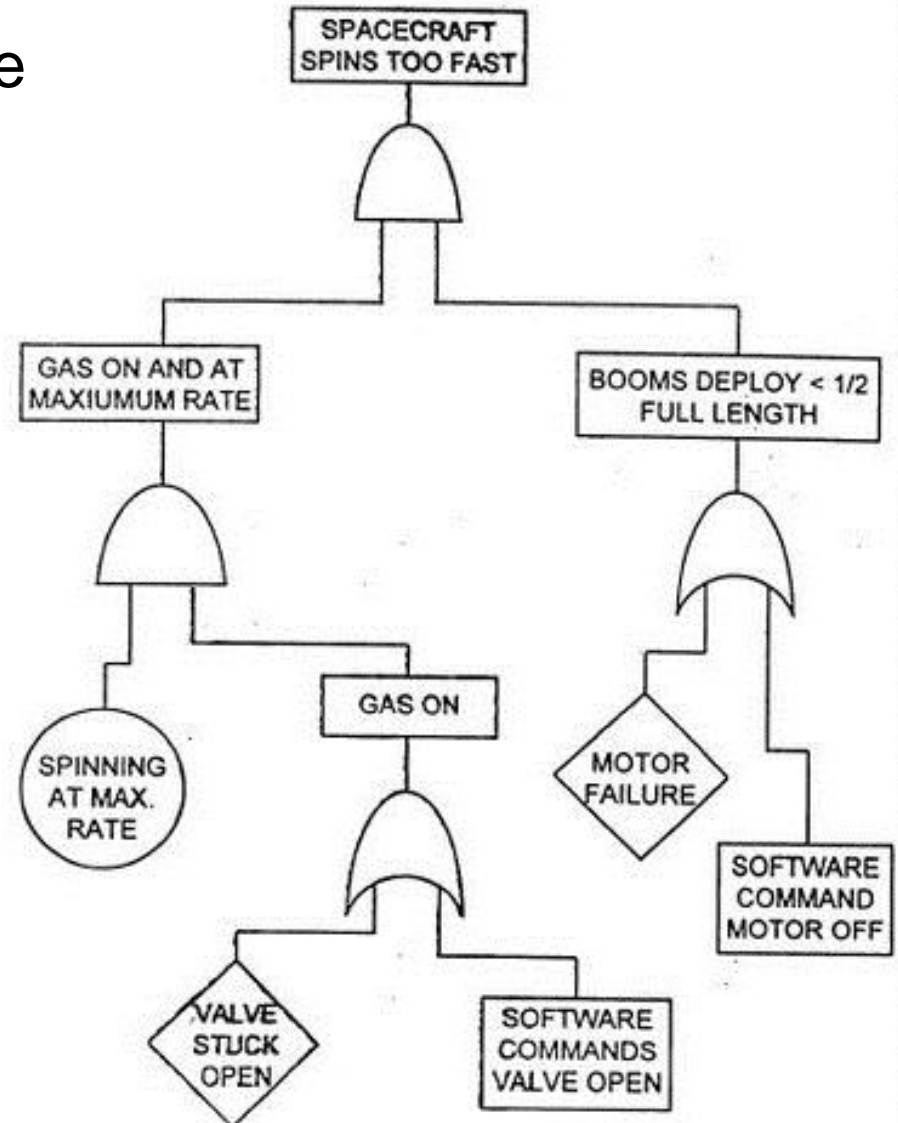 e
SPACECRAFT
SPINS TOO FAST
GAS ON AND AT
MAXIUMUM RATE
BOOMS DEPLOY < 1/2
FULL LENGTH
GAS ON
SPINNING
AT MAX.
RATE
MOTOR
FAILURE
SOFTWARE
COMMAND
MOTOR OFF
VALVE
STUCK
OPEN
SOFTWARE
COMMANDS
VALVE OPEN